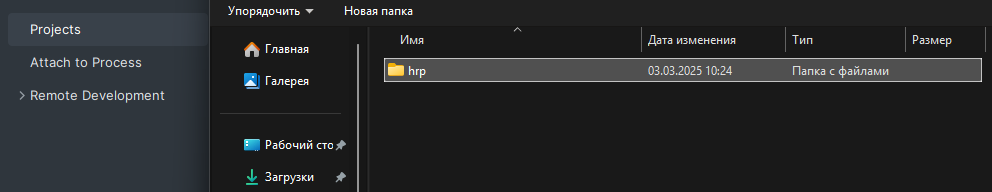 Projects
Attach to Process
Remote Development
Упорядочить
Новая папка
Главная
Галерея
Рабочий сто
Загрузки
Имя
Дата изменения
Тип
Размер
hrp
03.03.2025 10:24
Папка с файлами